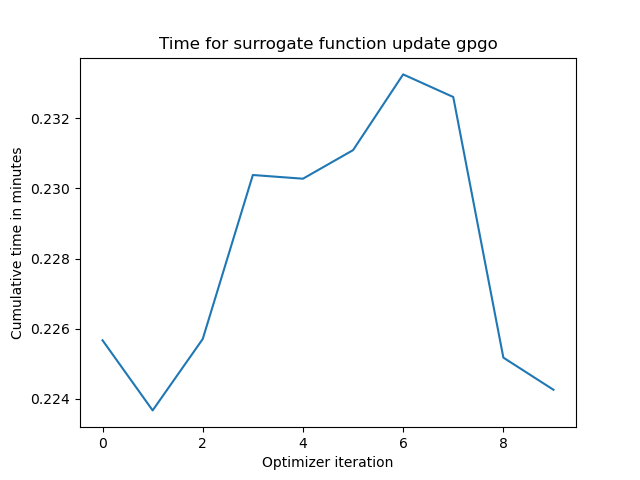 Time for surrogate function update gpgo
Cumulative time in minutes
0.232
0.230
0.228
0.226
0.224
0 2 4 6 8
Optimizer iteration